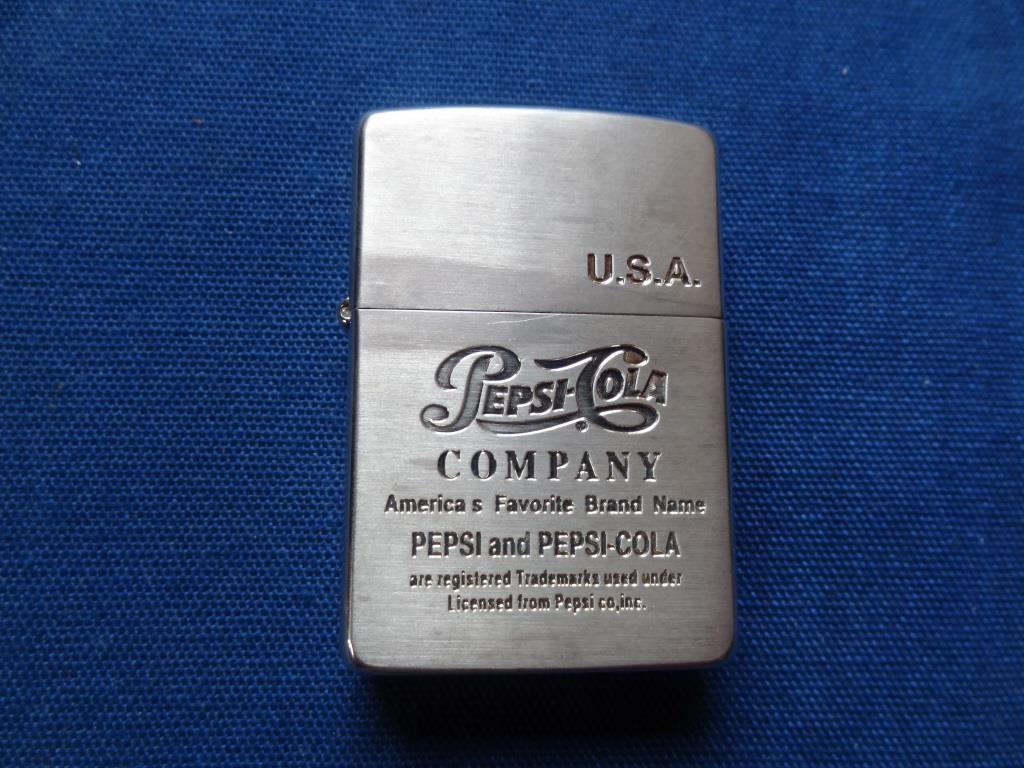 U.S.A.
PEPSI-COLA
COMPANY
America s Favorite Brand Name
PEPSI and PEPSI-COLA
are registered Trademarks used under
Licensed from Pepsi co,inc.